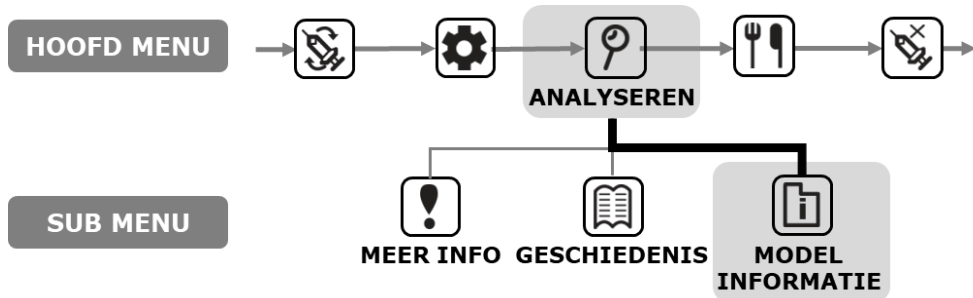 HOOFD MENU
ANALYSEREN
SUB MENU
MEER INFO
GESCHIEDENIS
MODEL
INFORMATIE